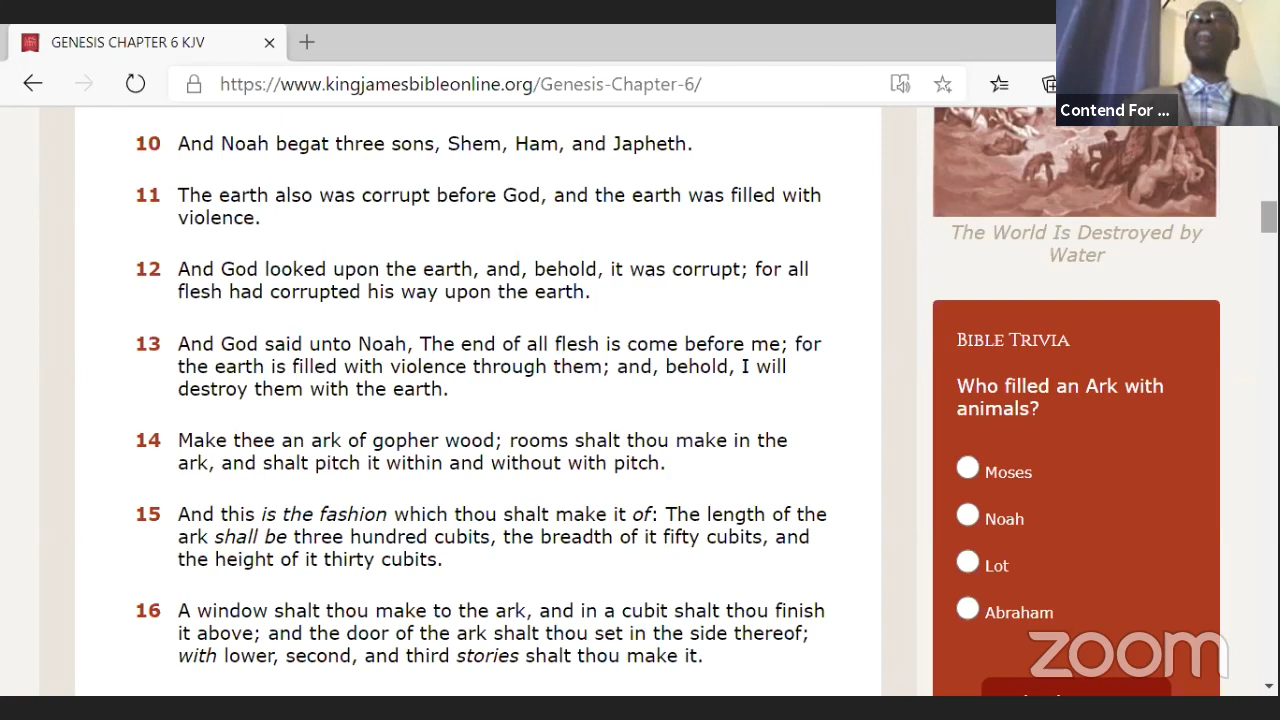 GENESIS CHAPTER 6 KJV
https://www.kingjamesbibleonline.org/Genesis-Chapter-6/
Contend For ...
10 And Noah begat three sons, Shem, Ham, and Japheth.
11 The earth also was corrupt before God, and the earth was filled with
violence.
12 And God looked upon the earth, and, behold, it was corrupt; for all
flesh had corrupted his way upon the earth.
13 And God said unto Noah, The end of all flesh is come before me; for
the earth is filled with violence through them; and, behold, I will
destroy them with the earth.
14 Make thee an ark of gopher wood; rooms shalt thou make in the
ark, and shalt pitch it within and without with pitch.
15 And this is the fashion which thou shalt make it of: The length of the
ark shall be three hundred cubits, the breadth of it fifty cubits, and
the height of it thirty cubits.
16 A window shalt thou make to the ark, and in a cubit shalt thou finish
it above; and the door of the ark shalt thou set in the side thereof;
with lower, second, and third stories shalt thou make it.
The World Is Destroyed by
Water
BIBLE TRIVIA
Who filled an Ark with
animals?
Moses
Noah
Lot
Abraham
zoom